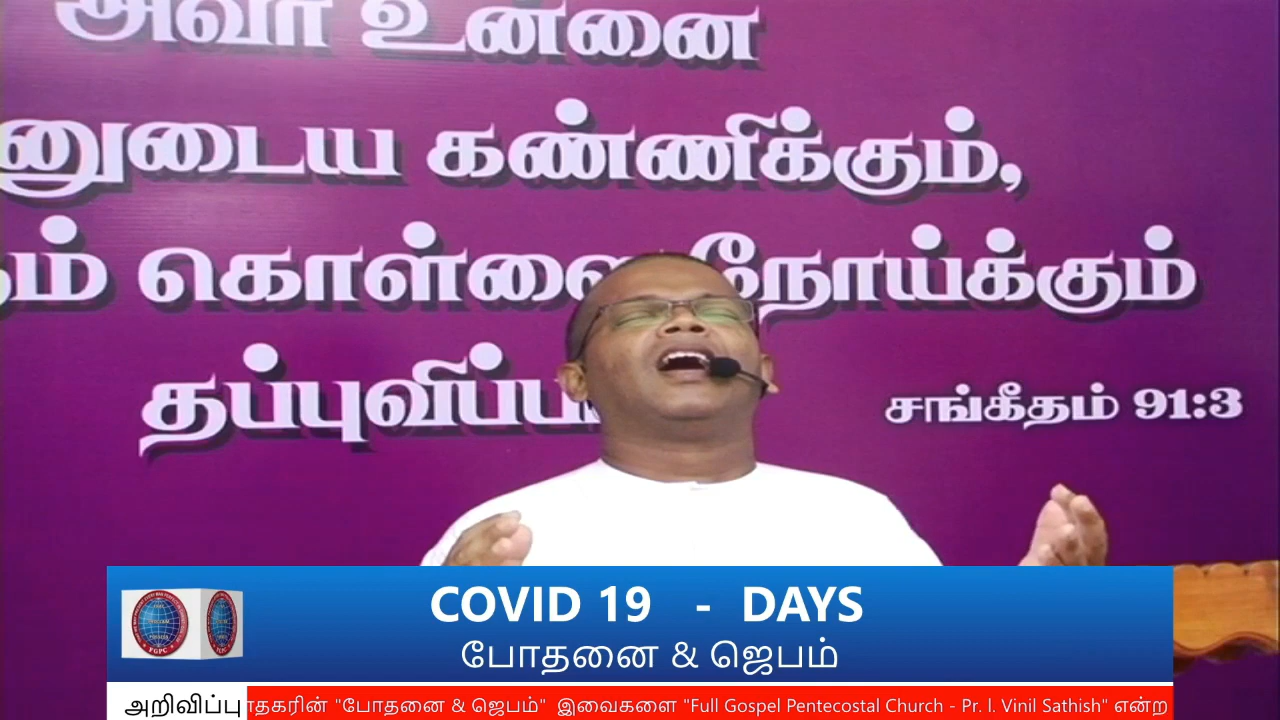 அவர் உன்னை
னுடைய கண்ணிக்கும்,
கொள்ளை நோய்க்கும்
சங்கீதம் 91:3
COVID 19 - DAYS
போதனை & ஜெபம்
FGPC
அறிவிப்பு தகரின் "போதனை & ஜெபம்" இவைகளை "Full Gospel Pentecostal Church - Pr. I. Vinil Sathish" என்ற